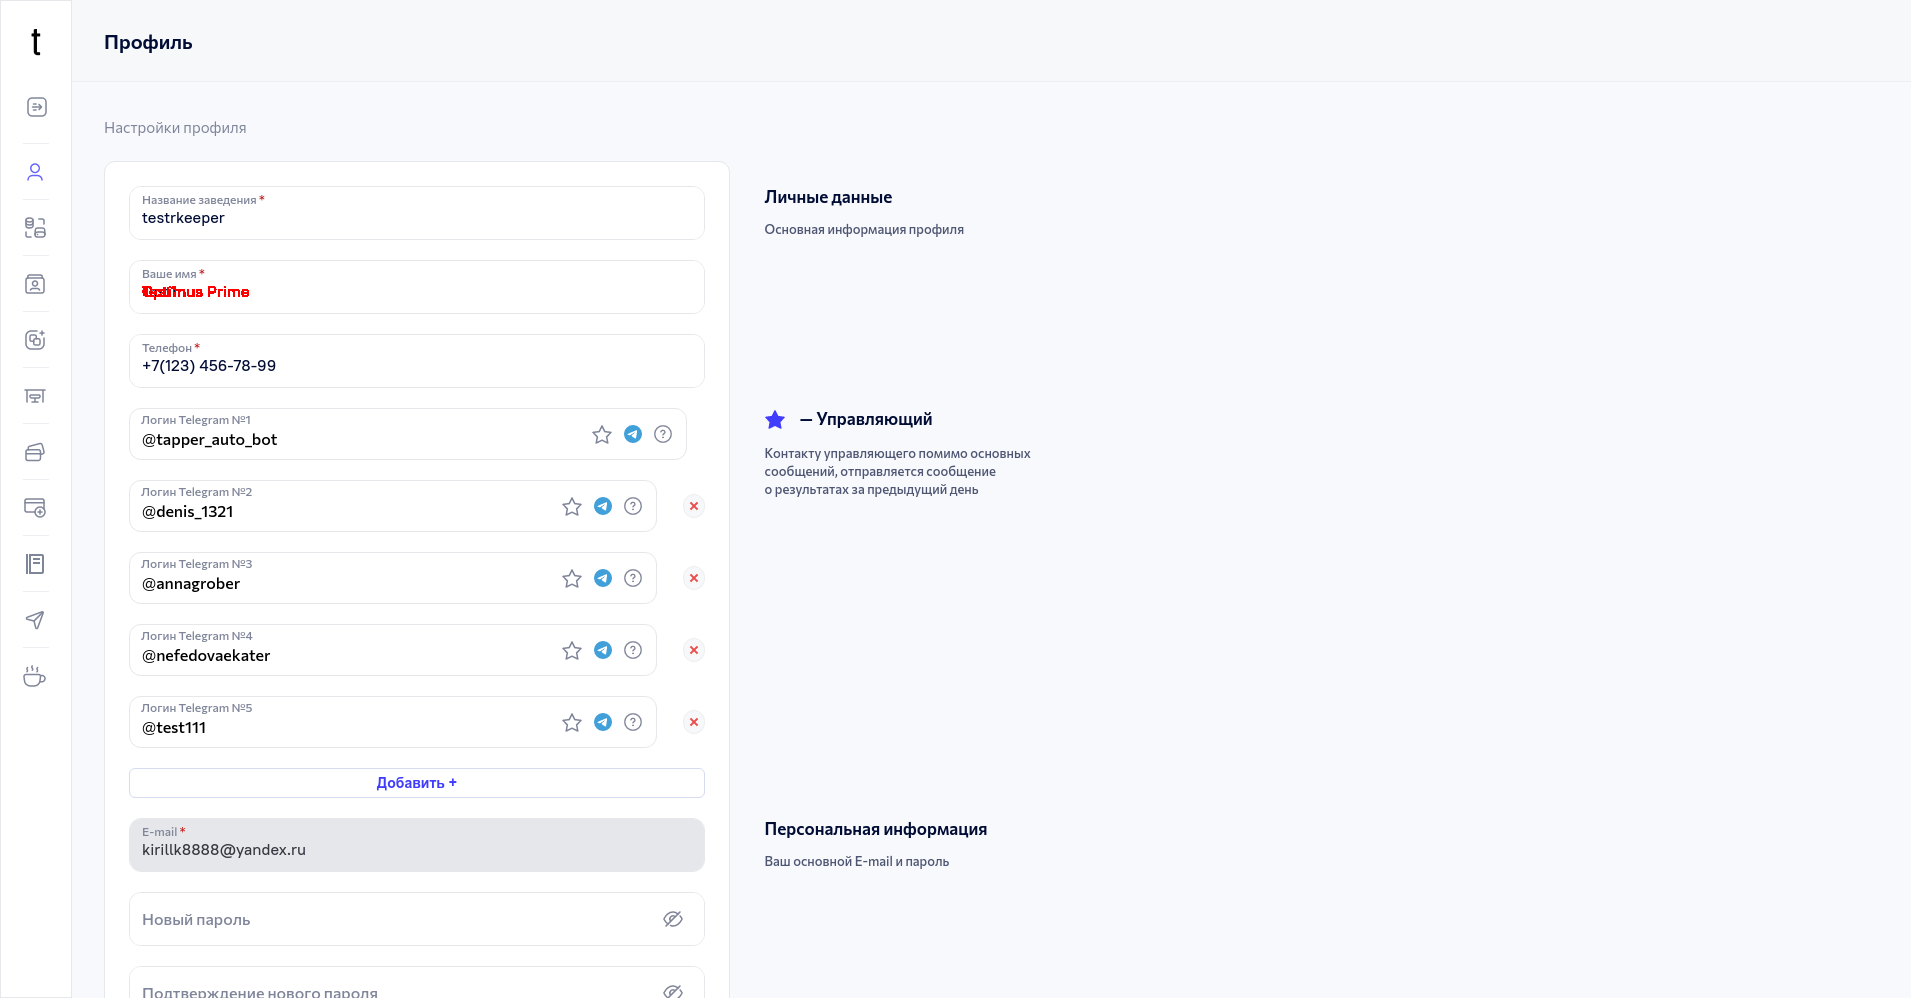 t
Профиль
Настройки профиля
Название заведения *
testrkeeper
Ваше имя *
Optimus Prime
Телефон *
+7(123) 456-78-99
Логин Telegram №1
@tapper_auto_bot
Логин Telegram №2
@denis_1321
Логин Telegram №3
@annagrober
Логин Telegram №4
@nefedovaekater
Логин Telegram №5
@test111
Добавить +
E-mail *
kirillk8888@yandex.ru
Новый пароль
Подтверждение нового пароля
Личные данные
Основная информация профиля
— Управляющий
Контакту управляющего помимо основных
сообщений, отправляется сообщение
о результатах за предыдущий день
Персональная информация
Ваш основной E-mail и пароль